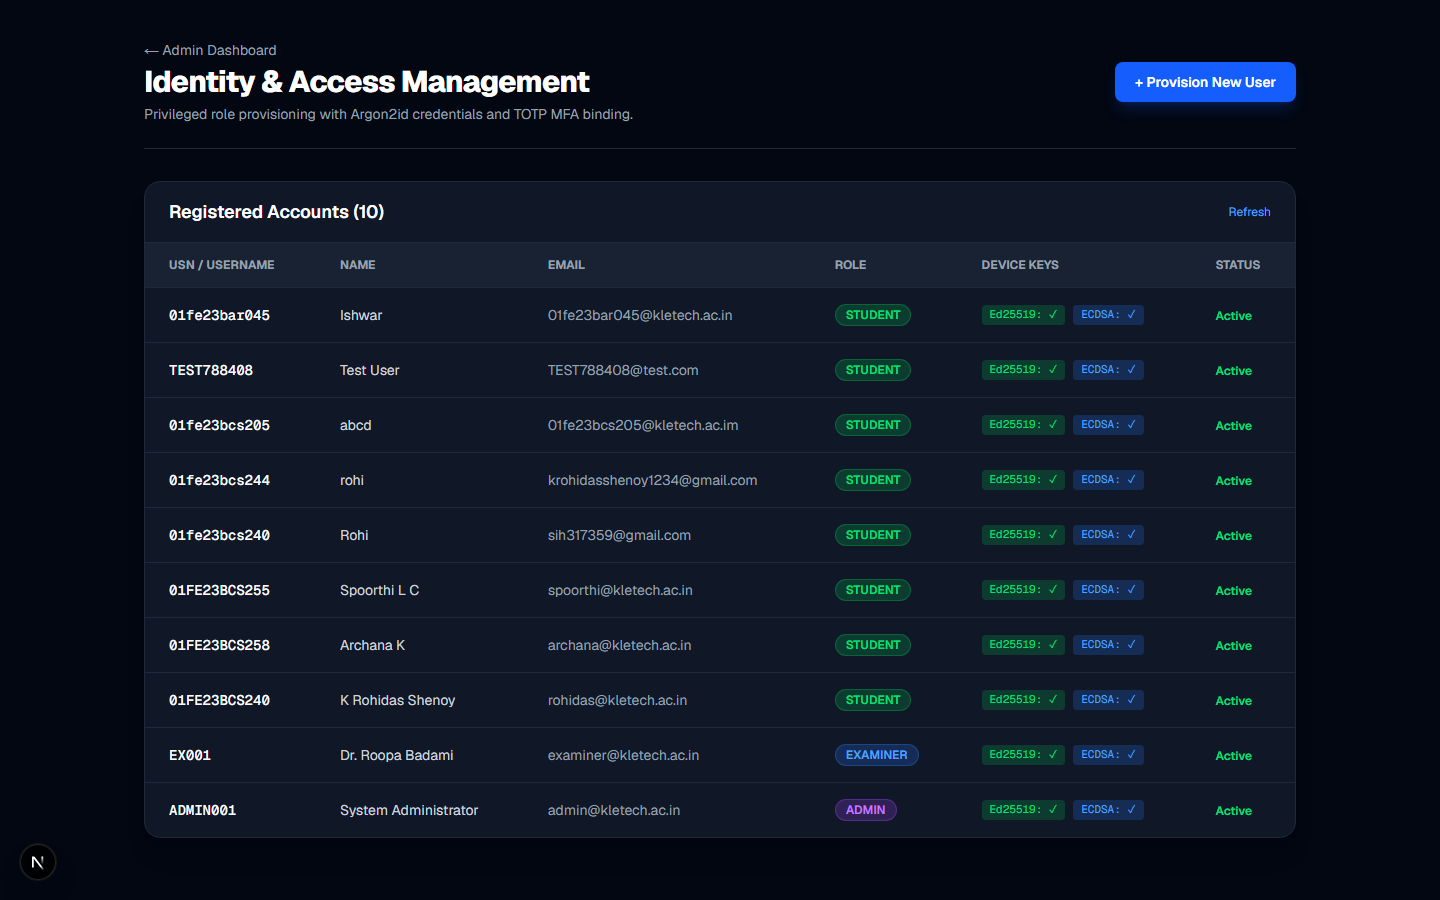 ← Admin Dashboard
Identity & Access Management
Privileged role provisioning with Argon2id credentials and TOTP MFA binding.
+ Provision New User
Registered Accounts (10)
Refresh
USN / USERNAME NAME EMAIL ROLE DEVICE KEYS STATUS
01fe23bar045 Ishwar 01fe23bar045@kletech.ac.in STUDENT Ed25519: ✓ ECDSA: ✓ Active
TEST788408 Test User TEST788408@test.com STUDENT Ed25519: ✓ ECDSA: ✓ Active
01fe23bcs205 abcd 01fe23bcs205@kletech.ac.im STUDENT Ed25519: ✓ ECDSA: ✓ Active
01fe23bcs244 rohi krohidasshenoy1234@gmail.com STUDENT Ed25519: ✓ ECDSA: ✓ Active
01fe23bcs240 Rohi sih317359@gmail.com STUDENT Ed25519: ✓ ECDSA: ✓ Active
01FE23BCS255 Spoorthi L C spoorthi@kletech.ac.in STUDENT Ed25519: ✓ ECDSA: ✓ Active
01FE23BCS258 Archana K archana@kletech.ac.in STUDENT Ed25519: ✓ ECDSA: ✓ Active
01FE23BCS240 K Rohidas Shenoy rohidas@kletech.ac.in STUDENT Ed25519: ✓ ECDSA: ✓ Active
EX001 Dr. Roopa Badami examiner@kletech.ac.in EXAMINER Ed25519: ✓ ECDSA: ✓ Active
ADMIN001 System Administrator admin@kletech.ac.in ADMIN Ed25519: ✓ ECDSA: ✓ Active
N